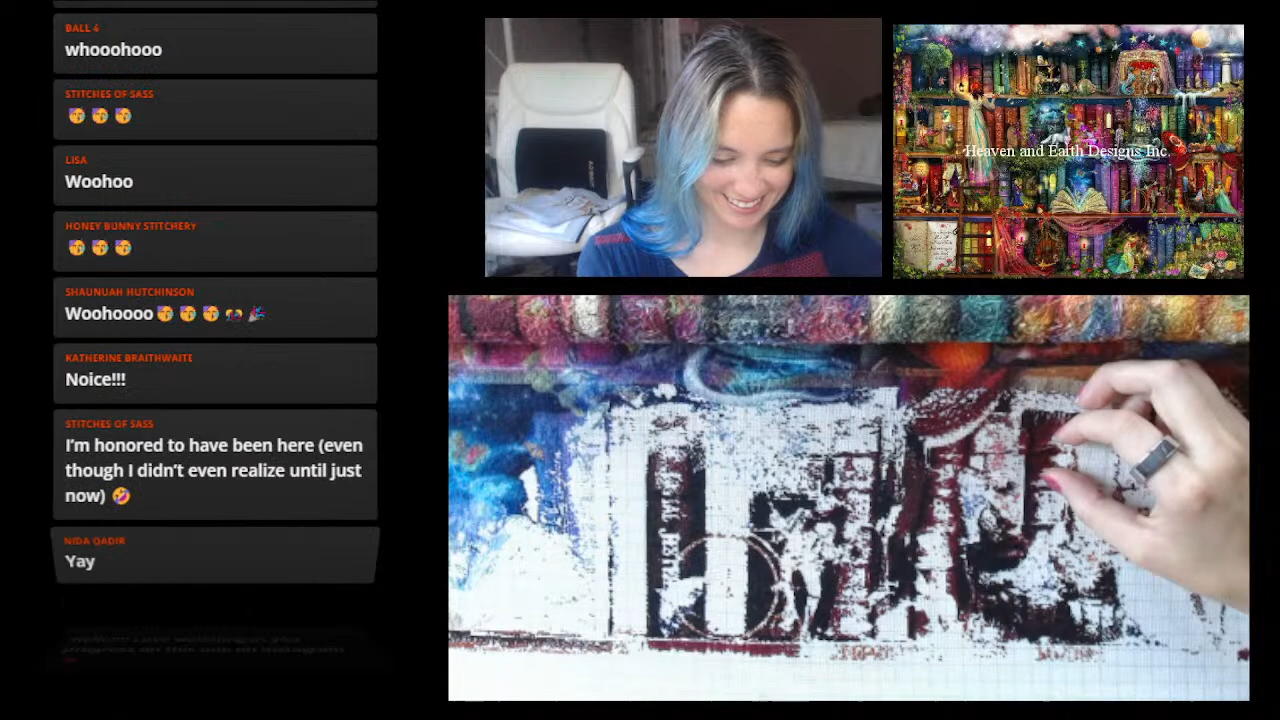 BALL 4
whooohooo
STITCHES OF SASS
🥳 🥳 🥳
LISA
Woohoo
HONEY BUNNY STITCHERY
🥳 🥳 🥳
SHAUNUAH HUTCHINSON
Woohoooo 🥳 🥳 🥳 👯 🎉
KATHERINE BRAITHWAITE
Noice!!!
STITCHES OF SASS
I'm honored to have been here (even
though I didn't even realize until just
now) 🤣
NIDA QADIR
Yay
Heaven and Earth Designs Inc